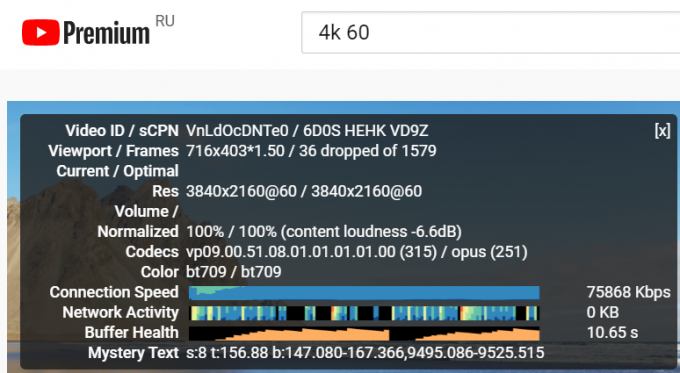 Premium RU
4k 60
Video ID / sCPN VnLdOcDNTe0 / 6D0S HEHK VD9Z [x]
Viewport / Frames 716x403*1.50 / 36 dropped of 1579
Current / Optimal
Res 3840x2160@60 / 3840x2160@60
Volume /
Normalized 100% / 100% (content loudness -6.6dB)
Codecs vp09.00.51.08.01.01.01.01.00 (315) / opus (251)
Color bt709 / bt709
Connection Speed 75868 Kbps
Network Activity 0 KB
Buffer Health 10.65 s
Mystery Text s:8 t:156.88 b:147.080-167.366,9495.086-9525.515